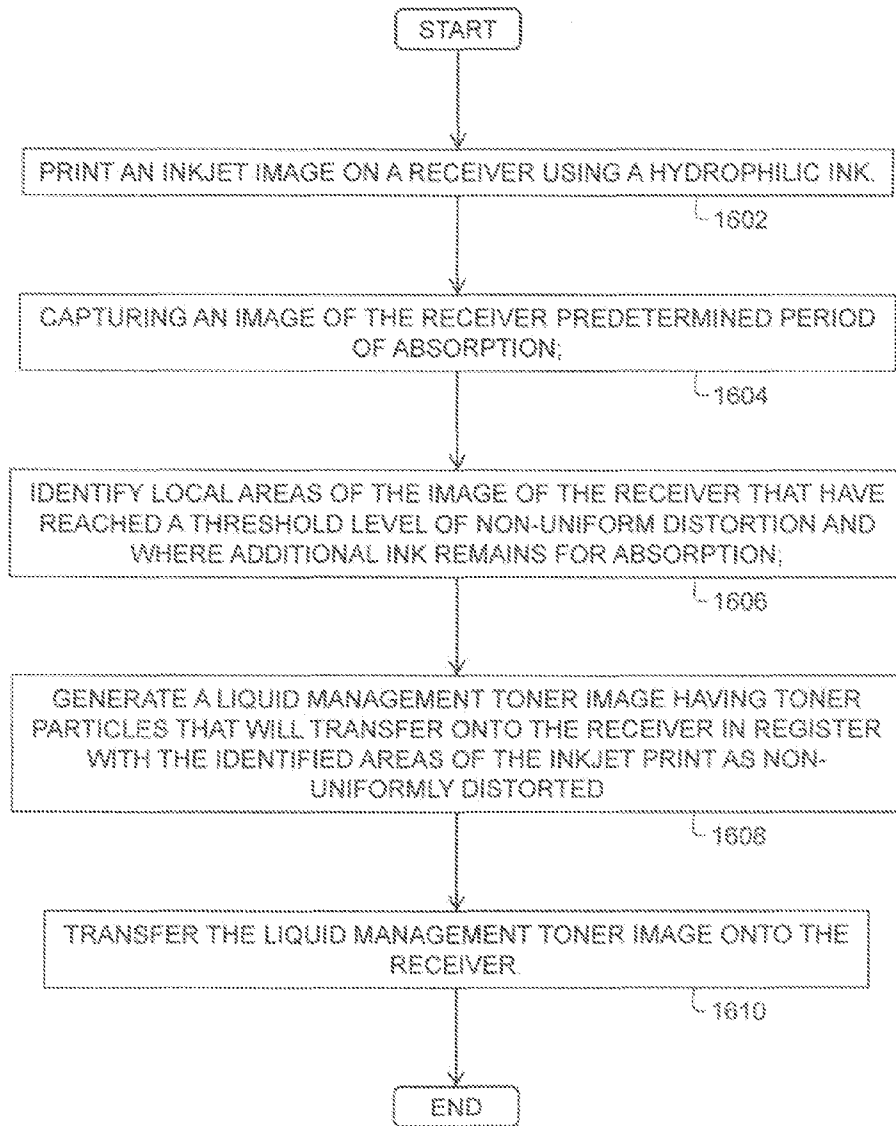 START
PRINT AN INKJET IMAGE ON A RECEIVER USING A HYDROPHILIC INK.
1602
CAPTURING AN IMAGE OF THE RECEIVER PREDETERMINED PERIOD
OF ABSORPTION;
1604
IDENTIFY LOCAL AREAS OF THE IMAGE OF THE RECEIVER THAT HAVE
REACHED A THRESHOLD LEVEL OF NON-UNIFORM DISTORTION AND
WHERE ADDITIONAL INK REMAINS FOR ABSORPTION;
1606
GENERATE A LIQUID MANAGEMENT TONER IMAGE HAVING TONER
PARTICLES THAT WILL TRANSFER ONTO THE RECEIVER IN REGISTER
WITH THE IDENTIFIED AREAS OF THE INKJET PRINT AS NON-
UNIFORMLY DISTORTED
1608
TRANSFER THE LIQUID MANAGEMENT TONER IMAGE ONTO THE
RECEIVER.
1610
END